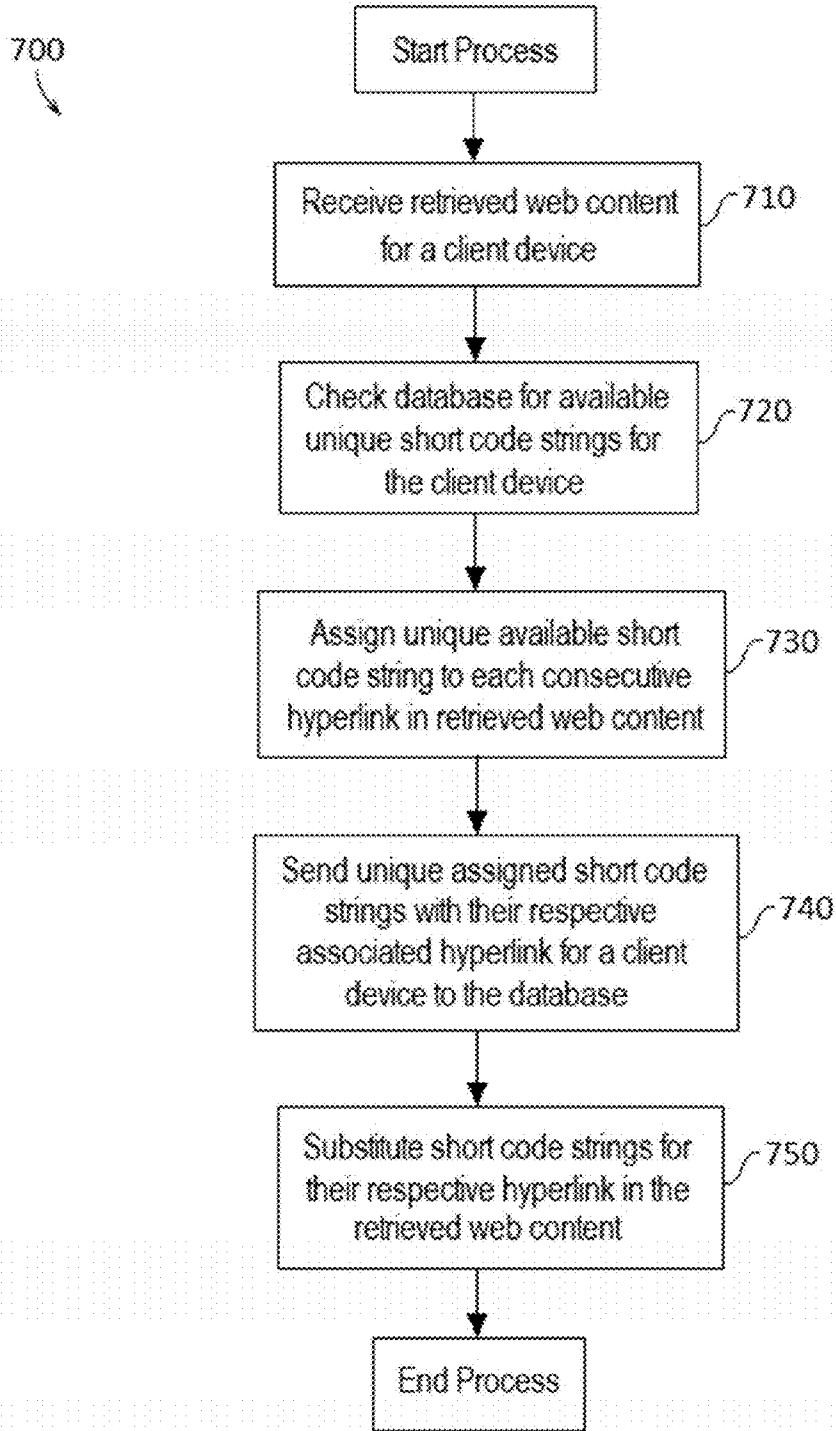 700
Start Process
Receive retrieved web content
for a client device
710
Check database for available
unique short code strings for
the client device
720
Assign unique available short
code string to each consecutive
hyperlink in retrieved web content
730
Send unique assigned short code
strings with their respective
associated hyperlink for a client
device to the database
740
Substitute short code strings for
their respective hyperlink in the
retrieved web content
750
End Process